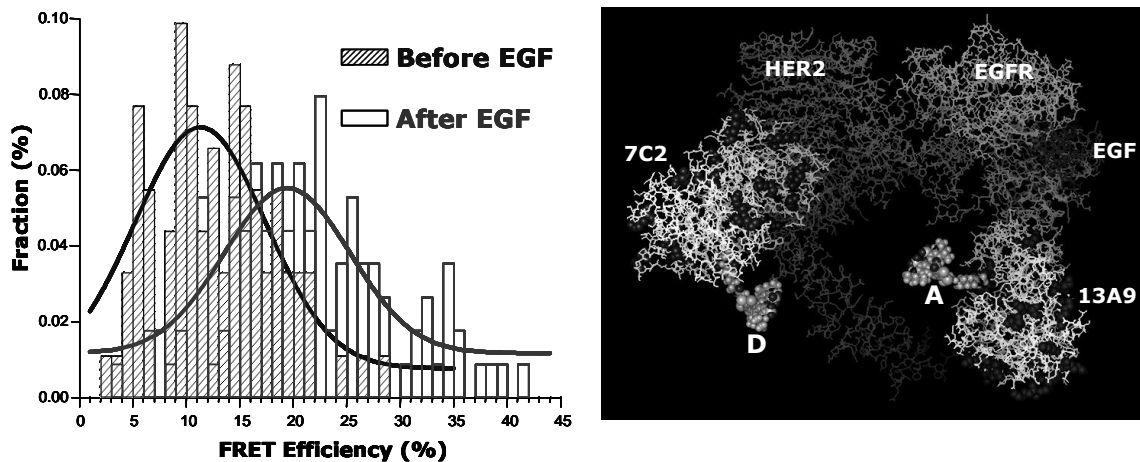 0.10
0.08
0.06
0.04
0.02
0.00
Fraction (%)
Before EGF
After EGF
0 5 10 15 20 25 30 35 40 45
FRET Efficiency (%)
HER2
EGFR
7C2
EGF
A
13A9
D